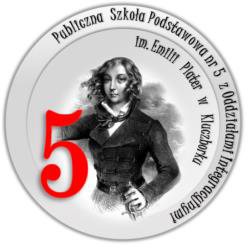 Publiczna Szkoła Podstawowa nr 5 z Oddziałami Integracyjnymi
im. Emilii Plater w Kluczborku
5